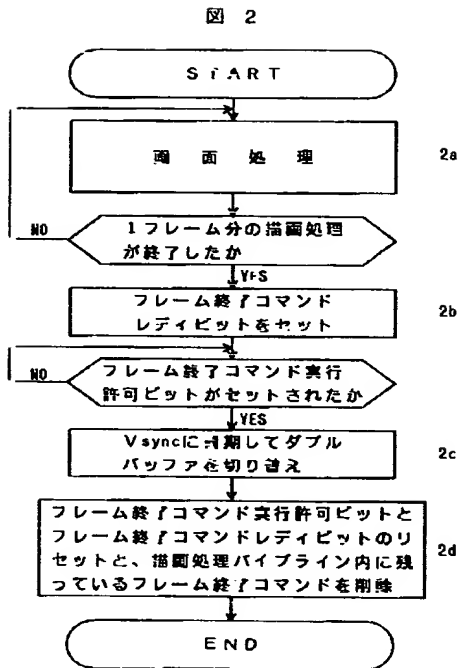 図 2
START
画面処理
2a
1フレーム分の描画処理
が終了したか
NO
YES
フレーム終了コマンド
レディビットをセット
2b
NO
フレーム終了コマンド実行
許可ビットがセットされたか
YES
Vsyncに同期してダブル
バッファを切り替え
2c
フレーム終了コマンド実行許可ビットと
フレーム終了コマンドレディビットのリ
セットと、描画処理パイプライン内に残
っているフレーム終了コマンドを削除
2d
END